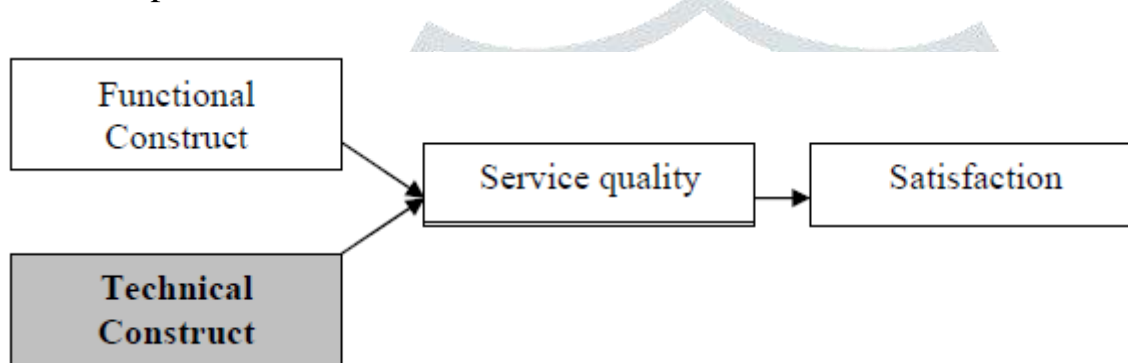 Functional
Construct
Service quality
Satisfaction
Technical
Construct